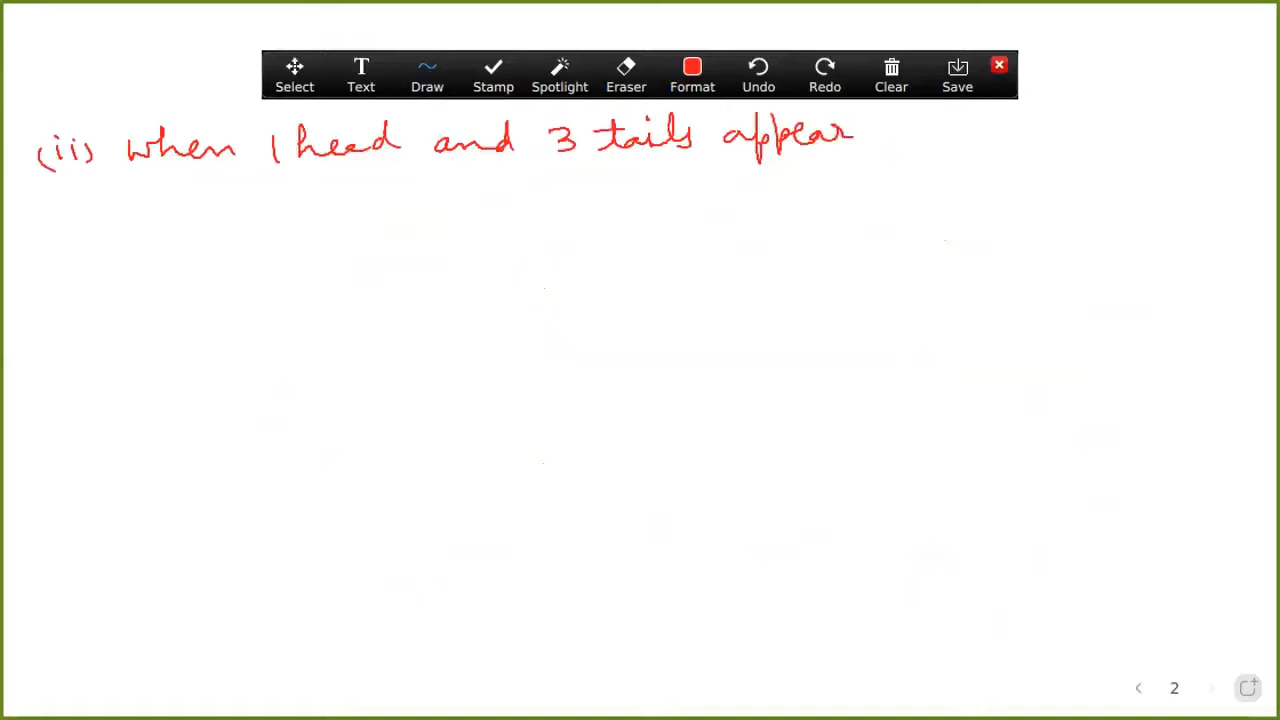 Select Text Draw Stamp Spotlight Eraser Format Undo Redo Clear Save
(ii) when 1 head and 3 tails appear
2